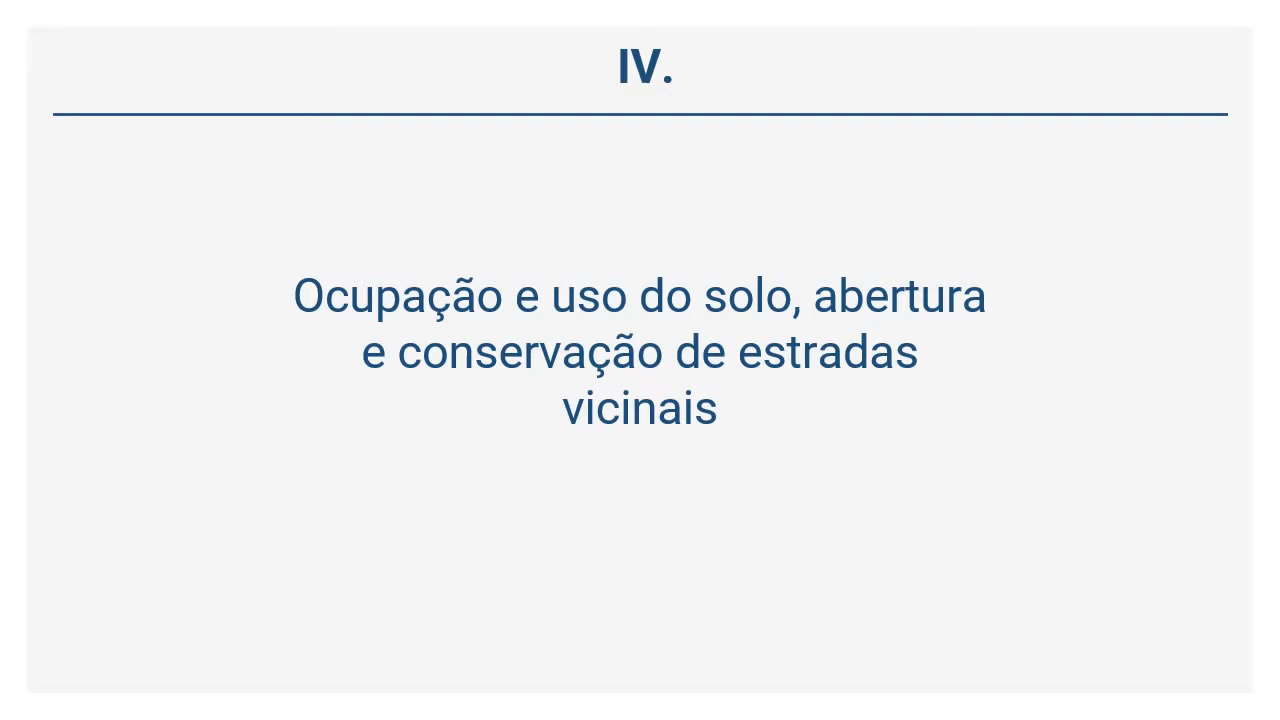 IV.
Ocupação e uso do solo, abertura
e conservação de estradas
vicinais